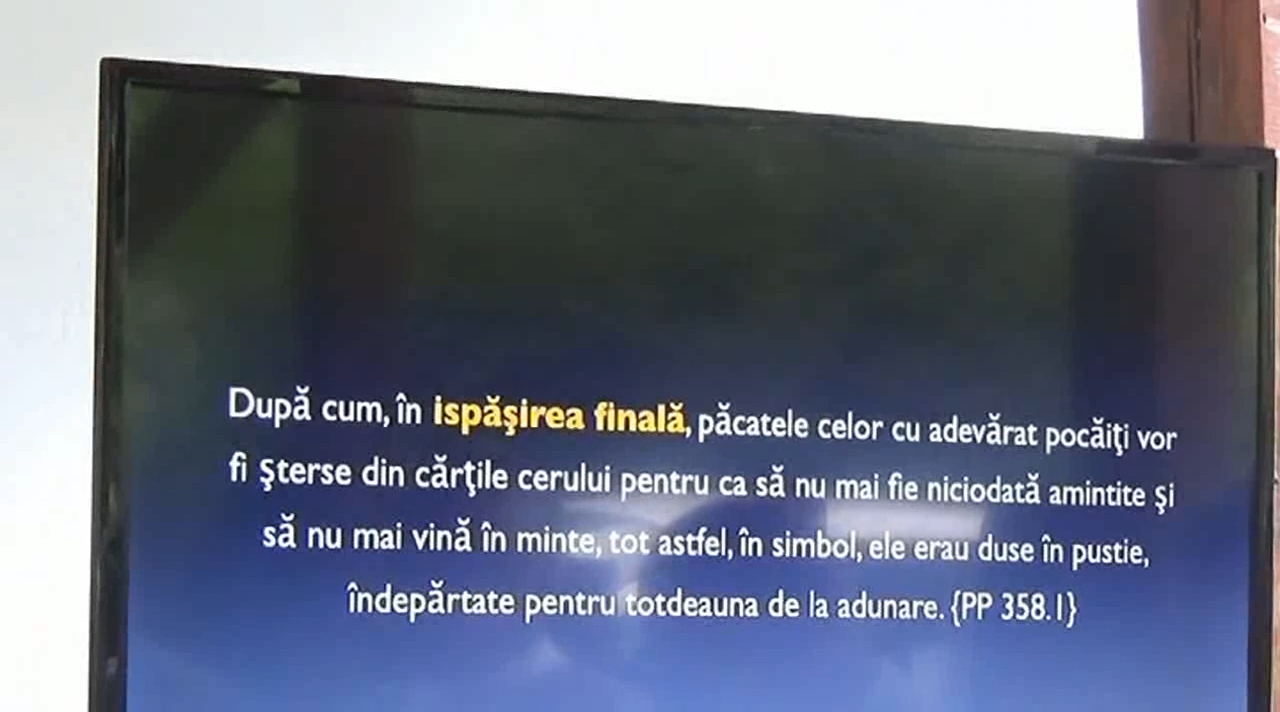 După cum, în ispăşirea finală, păcatele celor cu adevărat pocăiţi vor
fi şterse din cărţile cerului pentru ca să nu mai fie niciodată amintite şi
să nu mai vină în minte, tot astfel, în simbol, ele erau duse în pustie,
îndepărtate pentru totdeauna de la adunare. {PP 358.1}